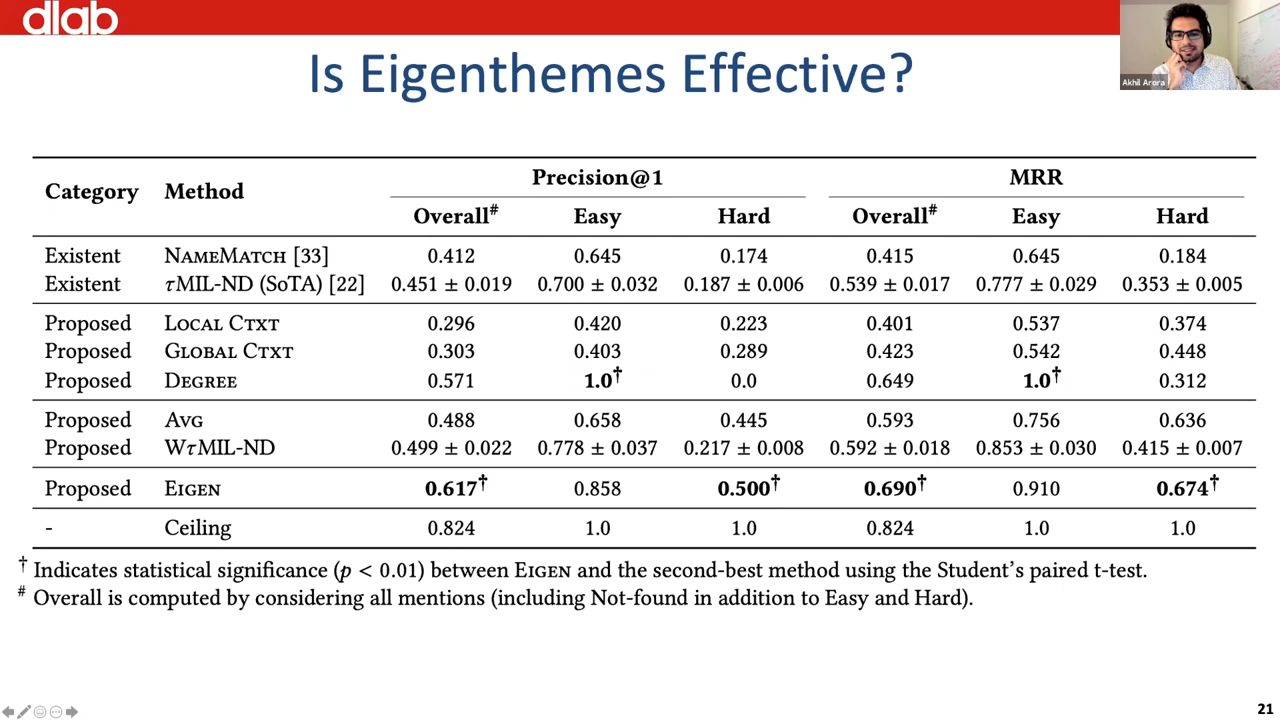 dlab
Akhil Arora
Is Eigenthemes Effective?
Category Method Precision@1 MRR
Overall# Easy Hard Overall# Easy Hard
Existent NAMEMATCH [33] 0.412 0.645 0.174 0.415 0.645 0.184
Existent τMIL-ND (SoTA) [22] 0.451 ± 0.019 0.700 ± 0.032 0.187 ± 0.006 0.539 ± 0.017 0.777 ± 0.029 0.353 ± 0.005
Proposed LOCAL CTXT 0.296 0.420 0.223 0.401 0.537 0.374
Proposed GLOBAL CTXT 0.303 0.403 0.289 0.423 0.542 0.448
Proposed DEGREE 0.571 1.0† 0.0 0.649 1.0† 0.312
Proposed AVG 0.488 0.658 0.445 0.593 0.756 0.636
Proposed WτMIL-ND 0.499 ± 0.022 0.778 ± 0.037 0.217 ± 0.008 0.592 ± 0.018 0.853 ± 0.030 0.415 ± 0.007
Proposed EIGEN 0.617† 0.858 0.500† 0.690† 0.910 0.674†
- Ceiling 0.824 1.0 1.0 0.824 1.0 1.0
† Indicates statistical significance (p < 0.01) between EIGEN and the second-best method using the Student's paired t-test.
# Overall is computed by considering all mentions (including Not-found in addition to Easy and Hard).
21